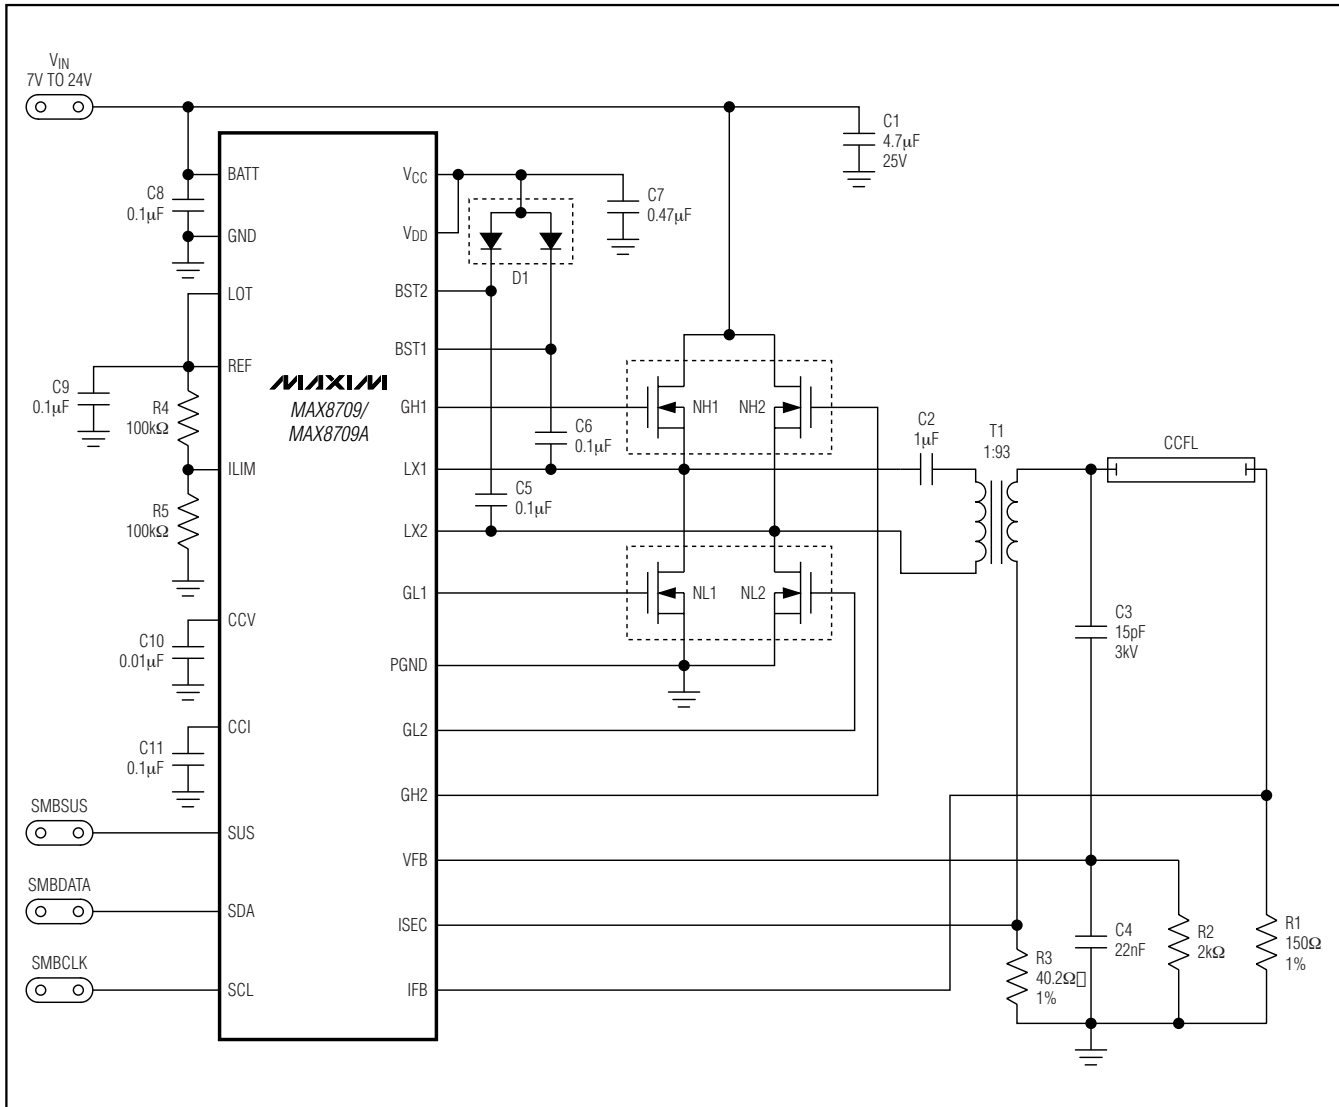 VIN
7V TO 24V
C1
4.7µF
25V
BATT
VCC
C8
0.1µF
C7
0.47µF
GND
VDD
D1
LOT
BST2
REF
BST1
C9
0.1µF
R4
100kΩ
MAXIM
MAX8709/
MAX8709A
GH1
NH1
NH2
C6
0.1µF
C2
1µF
T1
1:93
CCFL
ILIM
LX1
R5
100kΩ
C5
0.1µF
LX2
GL1
NL1
NL2
CCV
C10
0.01µF
C3
15pF
3kV
PGND
CCI
GL2
C11
0.1µF
GH2
SMBSUS
SUS
VFB
SMBDATA
SDA
ISEC
C4
22nF
R2
2kΩ
R1
150Ω
1%
SMBCLK
SCL
IFB
R3
40.2Ω
1%